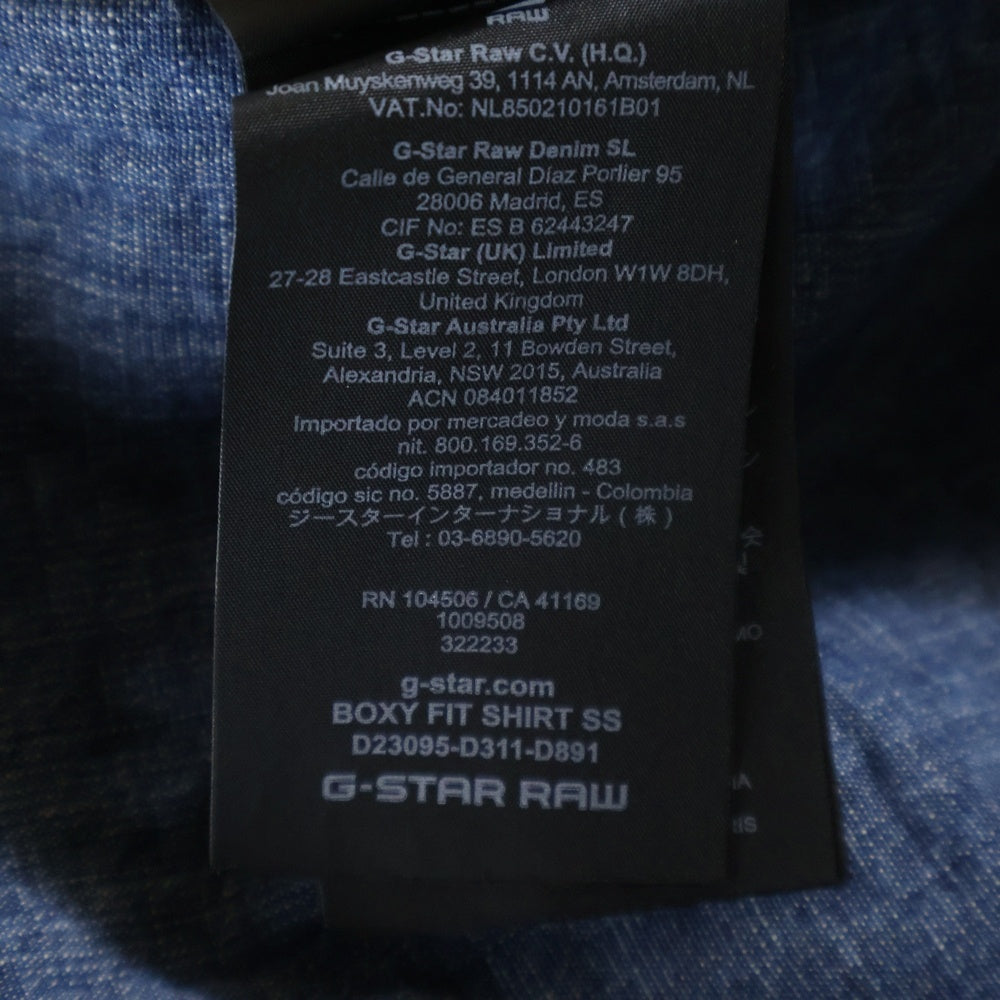 RAW
G-Star Raw C.V. (H.Q.)
Joan Muyskenweg 39, 1114 AN, Amsterdam, NL
VAT.No: NL850210161B01
G-Star Raw Denim SL
Calle de General Díaz Porlier 95
28006 Madrid, ES
CIF No: ES B 62443247
G-Star (UK) Limited
27-28 Eastcastle Street, London W1W 8DH,
United Kingdom
G-Star Australia Pty Ltd
Suite 3, Level 2, 11 Bowden Street,
Alexandria, NSW 2015, Australia
ACN 084011852
Importado por mercadeo y moda s.a.s
nit. 800.169.352-6
código importador no. 483
código sic no. 5887, medellin - Colombia
ジースターインターナショナル (株)
Tel : 03-6890-5620
RN 104506 / CA 41169
1009508
322233
g-star.com
BOXY FIT SHIRT SS
D23095-D311-D891
G-STAR RAW